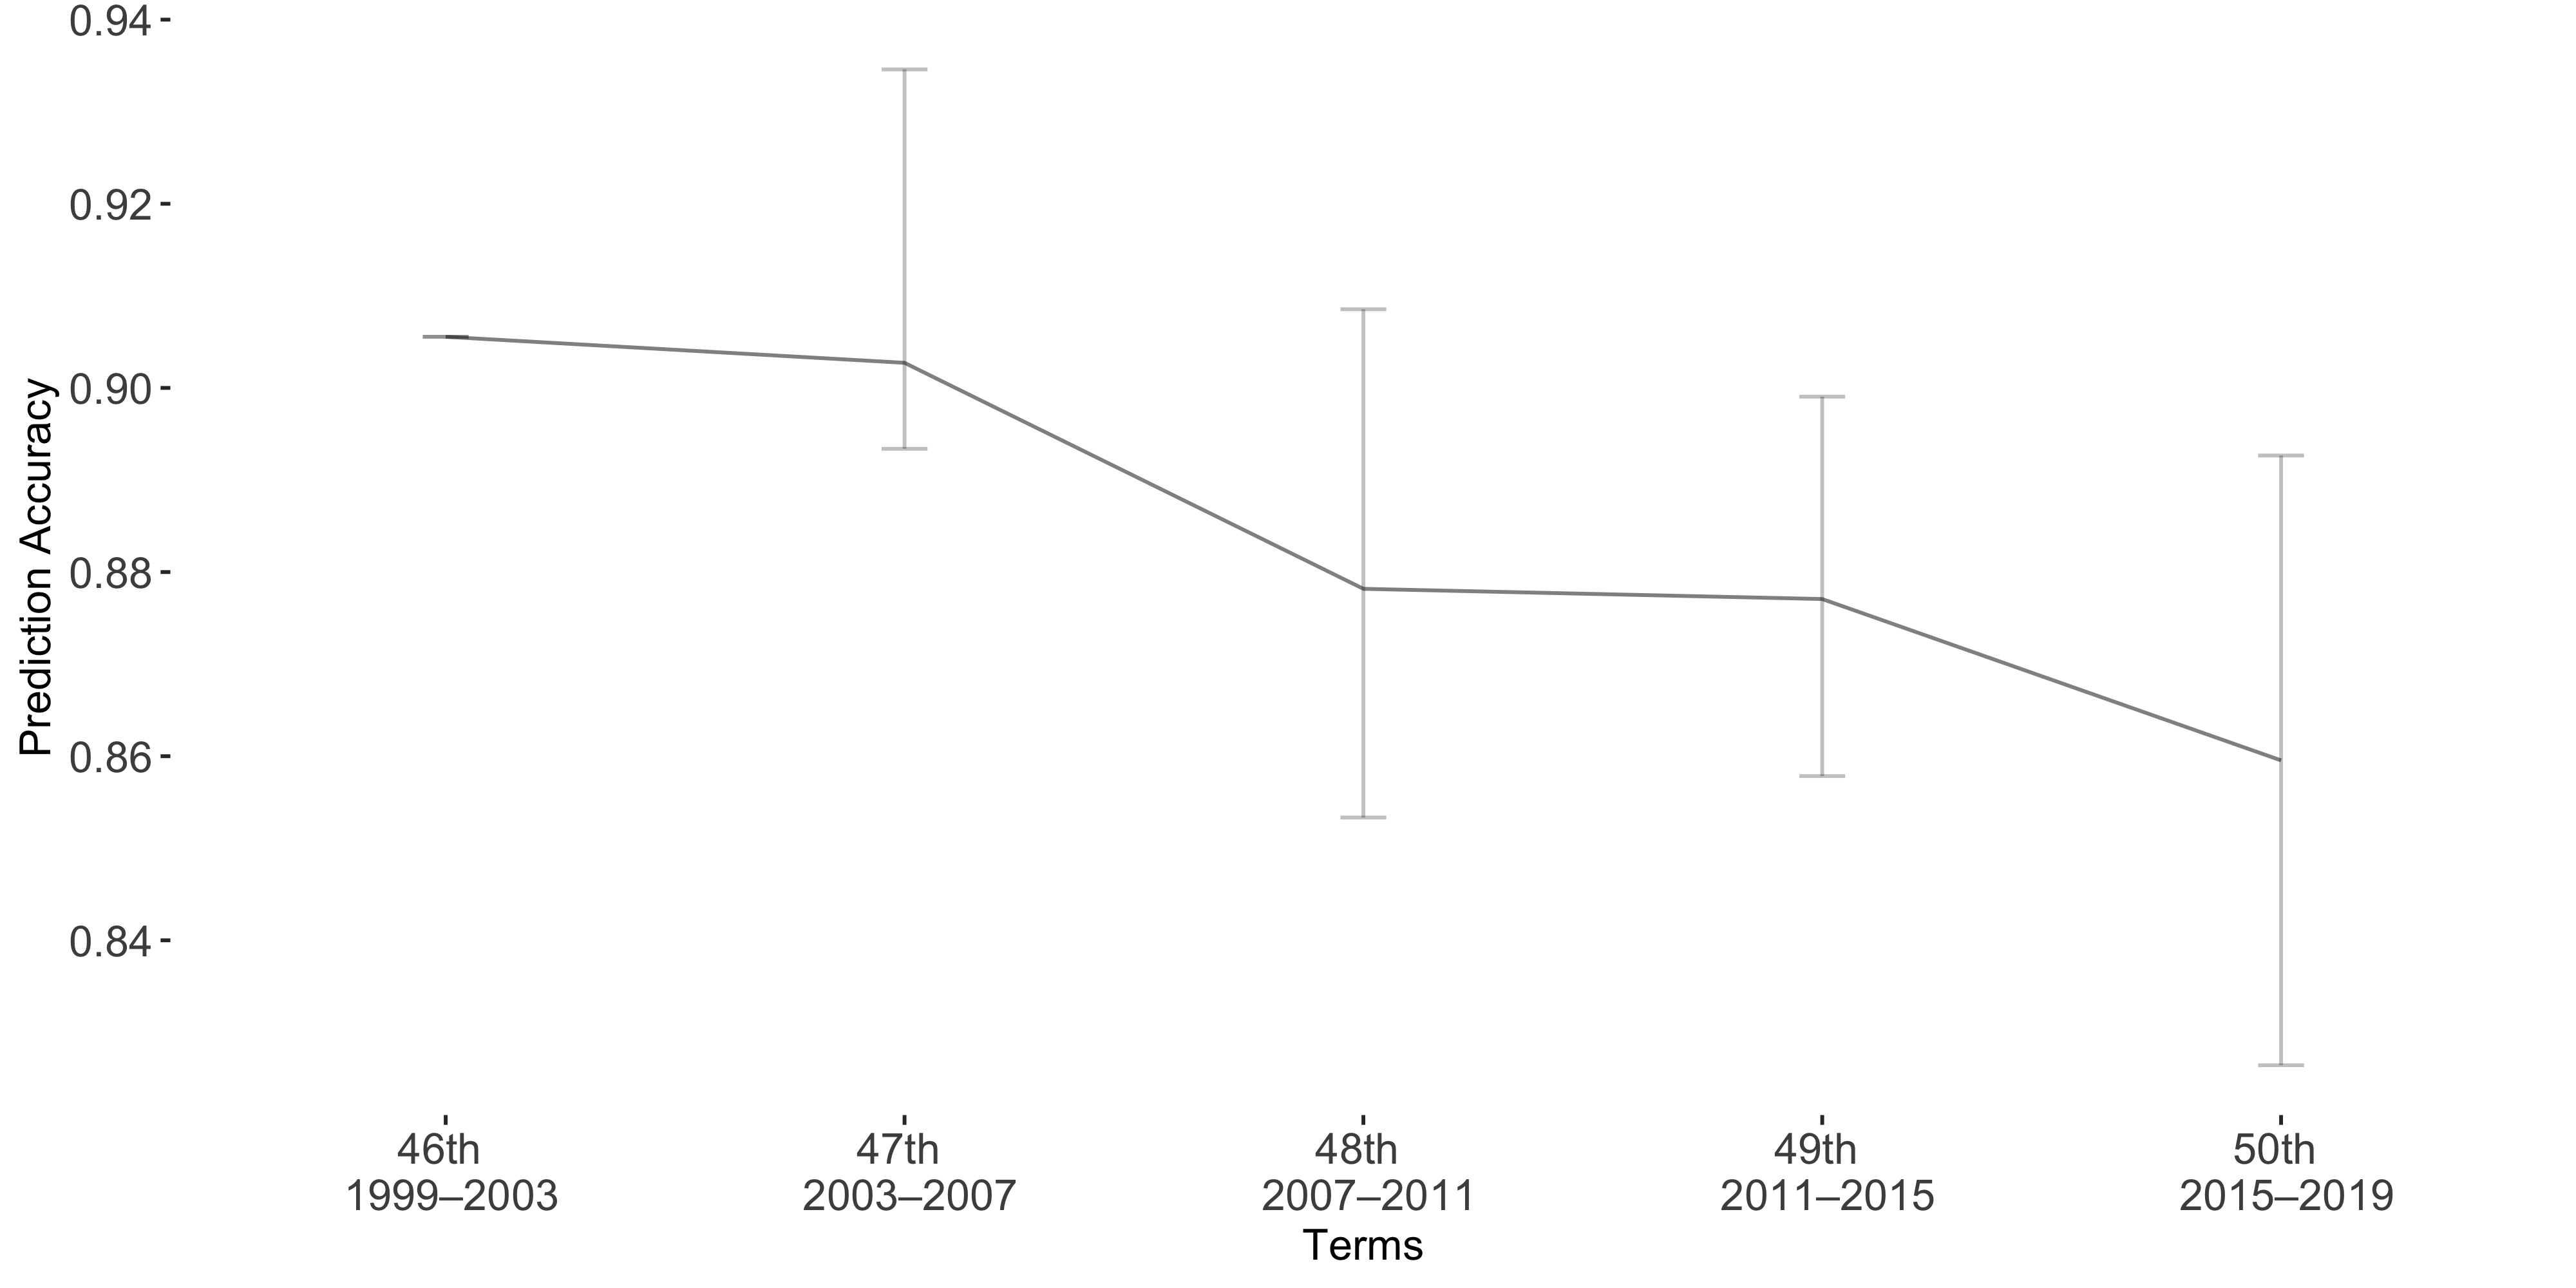 0.94
0.92
0.90
0.88
0.86
0.84
Prediction Accuracy
46th
1999–2003
47th
2003–2007
48th
2007–2011
49th
2011–2015
50th
2015–2019
Terms